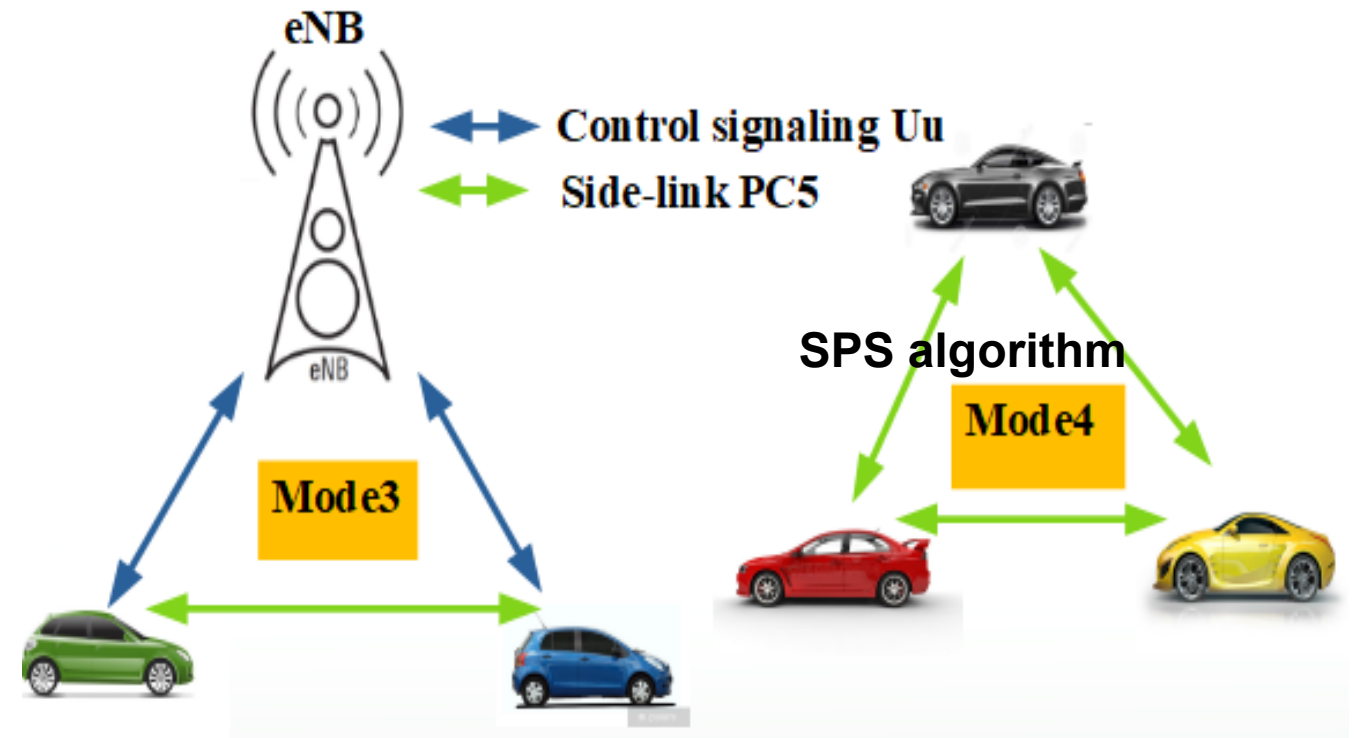 eNB
Control signaling Uu
Side-link PC5
eNB
SPS algorithm
Mode4
Mode3